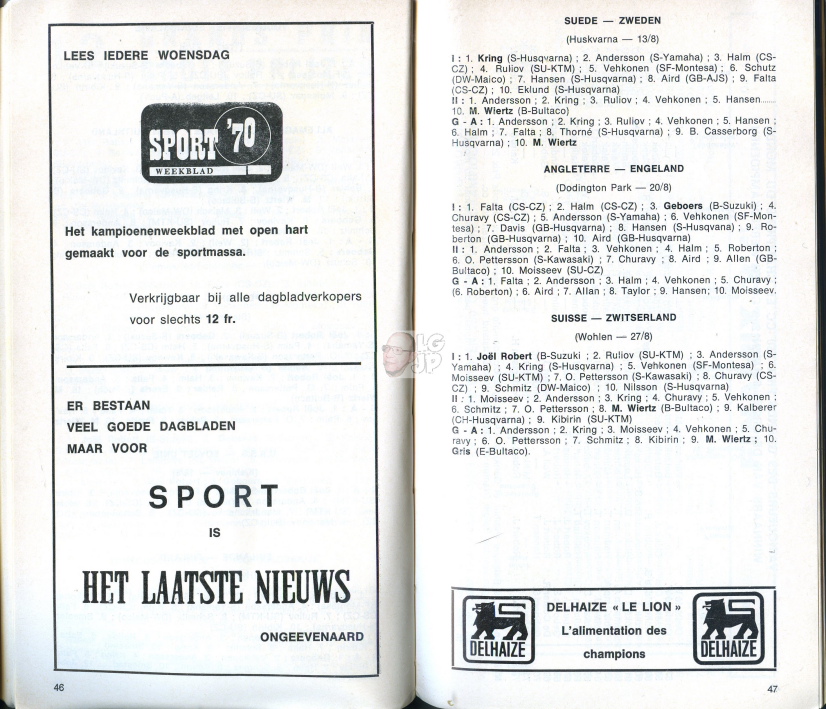 LEES IEDERE WOENSDAG
SPORT '70
WEEKBLAD
Het kampioenenweekblad met open hart
gemaakt voor de sportmassa.
Verkrijgbaar bij alle dagbladverkopers
voor slechts 12 fr.
ER BESTAAN
VEEL GOEDE DAGBLADEN
MAAR VOOR
SPORT
IS
HET LAATSTE NIEUWS
ONGEEVENAARD
46
SUEDE — ZWEDEN
(Huskvarna — 13/8)
I : 1. Kring (S-Husqvarna) ; 2. Andersson (S-Yamaha) ; 3. Halm (CS-
CZ) ; 4. Ruliov (SU-KTM) ; 5. Vehkonen (SF-Montesa) ; 6. Schutz
(DW-Maico) ; 7. Hansen (S-Husqvarna) ; 8. Aird (GB-AJS) ; 9. Falta
(CS-CZ) ; 10. Eklund (S-Husqvarna)
II : 1. Andersson ; 2. Kring ; 3. Ruliov ; 4. Vehkonen ; 5. Hansen.......
10. M. Wiertz (B-Bultaco)
G - A : 1. Andersson ; 2. Kring ; 3. Ruliov ; 4. Vehkonen ; 5. Hansen ;
6. Halm ; 7. Falta ; 8. Thorné (S-Husqvarna) ; 9. B. Casserborg (S-
Husqvarna) ; 10. M. Wiertz
ANGLETERRE — ENGELAND
(Dodington Park — 20/8)
I : 1. Falta (CS-CZ) ; 2. Halm (CS-CZ) ; 3. Geboers (B-Suzuki) ; 4.
Churavy (CS-CZ) ; 5. Andersson (S-Yamaha) ; 6. Vehkonen (SF-Mon-
tesa) ; 7. Davis (GB-Husqvarna) ; 8. Hansen (S-Husqvana) ; 9. Ro-
berton (GB-Husqvarna) ; 10. Aird (GB-Husqvarna)
II : 1. Andersson ; 2. Falta ; 3. Vehkonen ; 4. Halm ; 5. Roberton ;
6. O. Pettersson (S-Kawasaki) ; 7. Churavy ; 8. Aird ; 9. Allen (GB-
Bultaco) ; 10. Moisseev (SU-CZ)
G - A : 1. Falta ; 2. Andersson ; 3. Halm ; 4. Vehkonen ; 5. Churavy ;
(6. Roberton) ; 6. Aird ; 7. Allan ; 8. Taylor ; 9. Hansen; 10. Moisseev.
SUISSE — ZWITSERLAND
(Wohlen — 27/8)
I : 1. Joël Robert (B-Suzuki ; 2. Ruliov (SU-KTM) ; 3. Andersson (S-
Yamaha) ; 4. Kring (S-Husqvarna) ; 5. Vehkonen (SF-Montesa) ; 6.
Moisseev (SU-KTM) ; 7. O. Pettersson (S-Kawasaki) ; 8. Churavy (CS-
CZ) ; 9. Schmitz (DW-Maico) ; 10. Nilsson (S-Husqvarna)
II : 1. Moisseev ; 2. Andersson ; 3. Kring ; 4. Churavy ; 5. Vehkonen ;
6. Schmitz ; 7. O. Pettersson ; 8. M. Wiertz (B-Bultaco) ; 9. Kalberer
(CH-Husqvarna) ; 9. Kibirin (SU-KTM)
G - A : 1. Andersson ; 2. Kring ; 3. Moisseev ; 4. Vehkonen ; 5. Chu-
ravy ; 6. O. Pettersson ; 7. Schmitz ; 8. Kibirin ; 9. M. Wiertz ; 10.
Gris (E-Bultaco).
DELHAIZE
DELHAIZE « LE LION »
L'alimentation des
champions
DELHAIZE
47
LG
JP